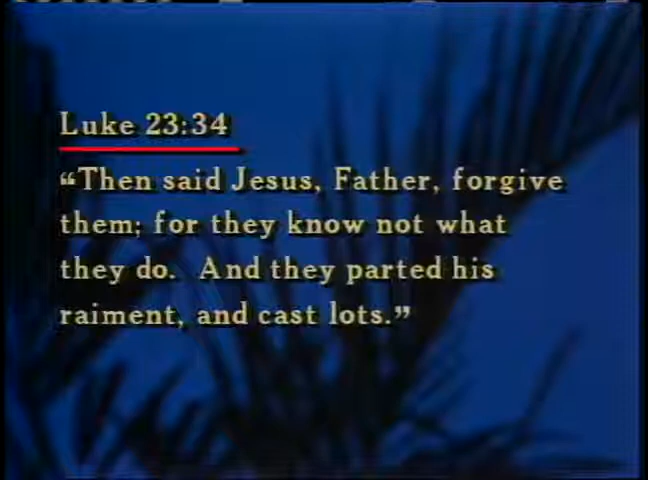 Luke 23:34
“Then said Jesus, Father, forgive
them; for they know not what
they do.  And they parted his
raiment, and cast lots.”